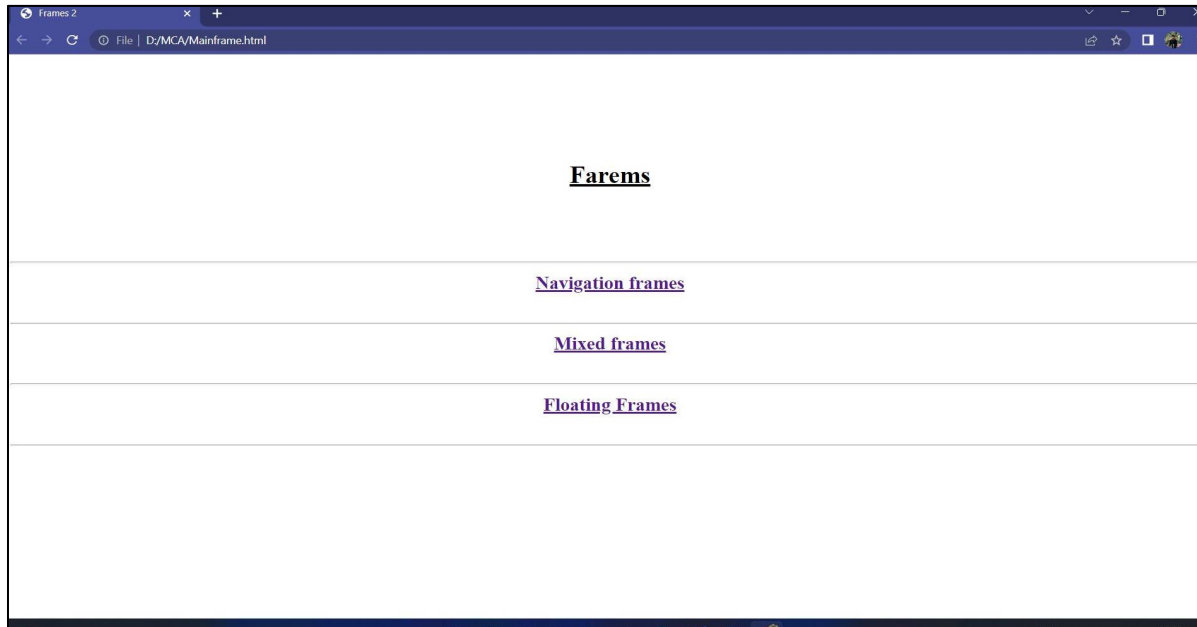 Frames 2
File | D:/MCA/Mainframe.html
Farems
Navigation frames
Mixed frames
Floating Frames